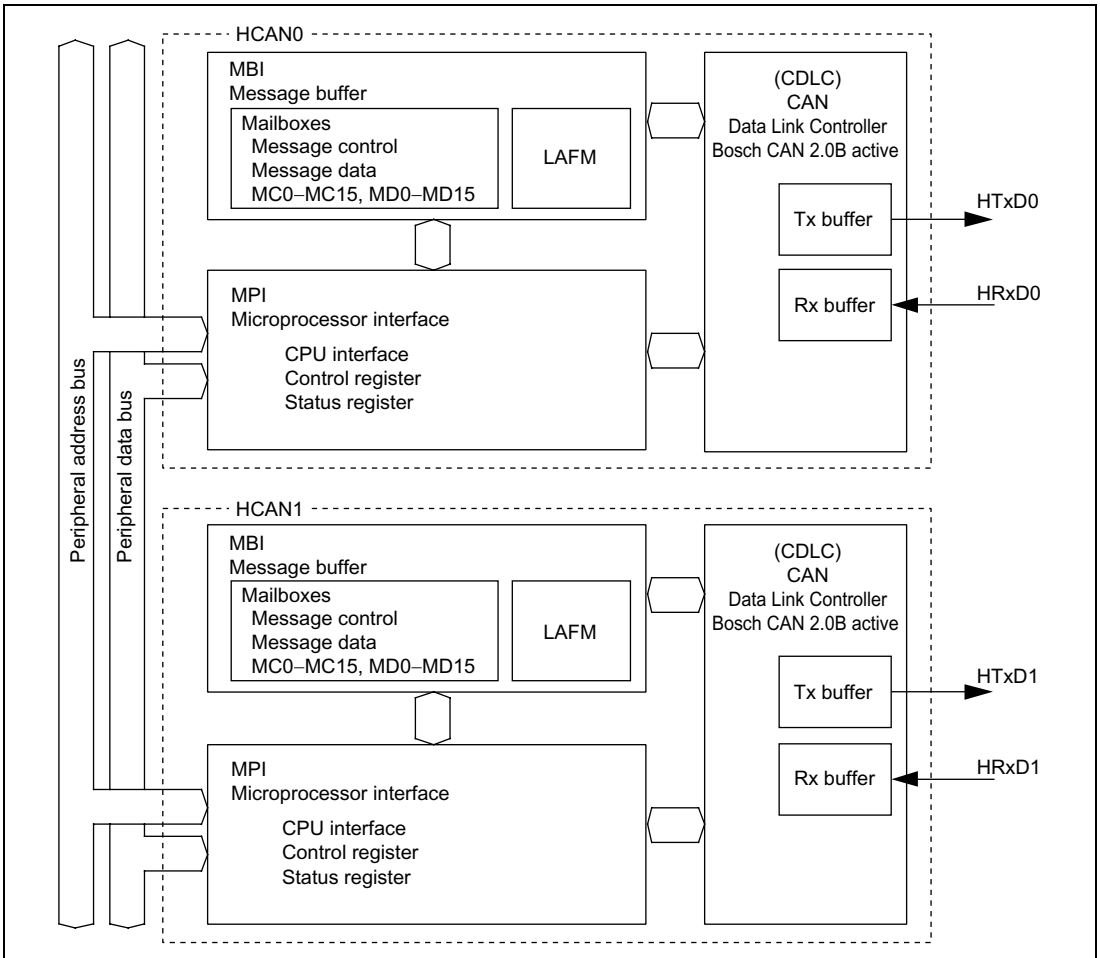 HCAN0
MBI
Message buffer
Mailboxes
Message control
Message data
MC0−MC15, MD0−MD15
LAFM
(CDLC)
CAN
Data Link Controller
Bosch CAN 2.0B active
Tx buffer
HTxD0
Rx buffer
HRxD0
MPI
Microprocessor interface
CPU interface
Control register
Status register
Peripheral address bus
Peripheral data bus
HCAN1
MBI
Message buffer
Mailboxes
Message control
Message data
MC0−MC15, MD0−MD15
LAFM
(CDLC)
CAN
Data Link Controller
Bosch CAN 2.0B active
Tx buffer
HTxD1
Rx buffer
HRxD1
MPI
Microprocessor interface
CPU interface
Control register
Status register